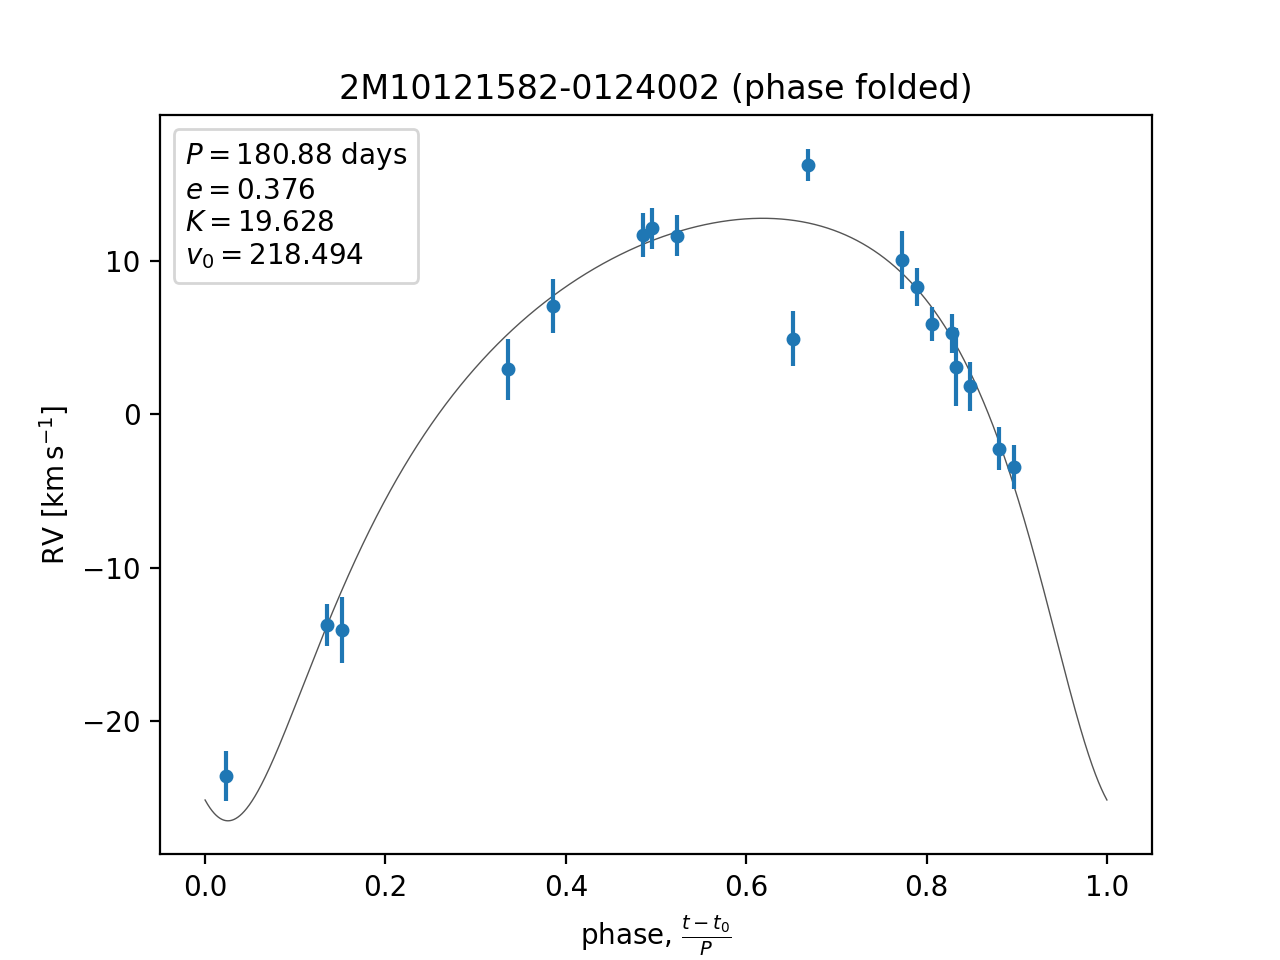 2M10121582-0124002 (phase folded)
P = 180.88 days
e = 0.376
K = 19.628
v₀ = 218.494
10
0
−10
−20
RV [km s⁻¹]
0.0 0.2 0.4 0.6 0.8 1.0
phase, (t − t₀)/P